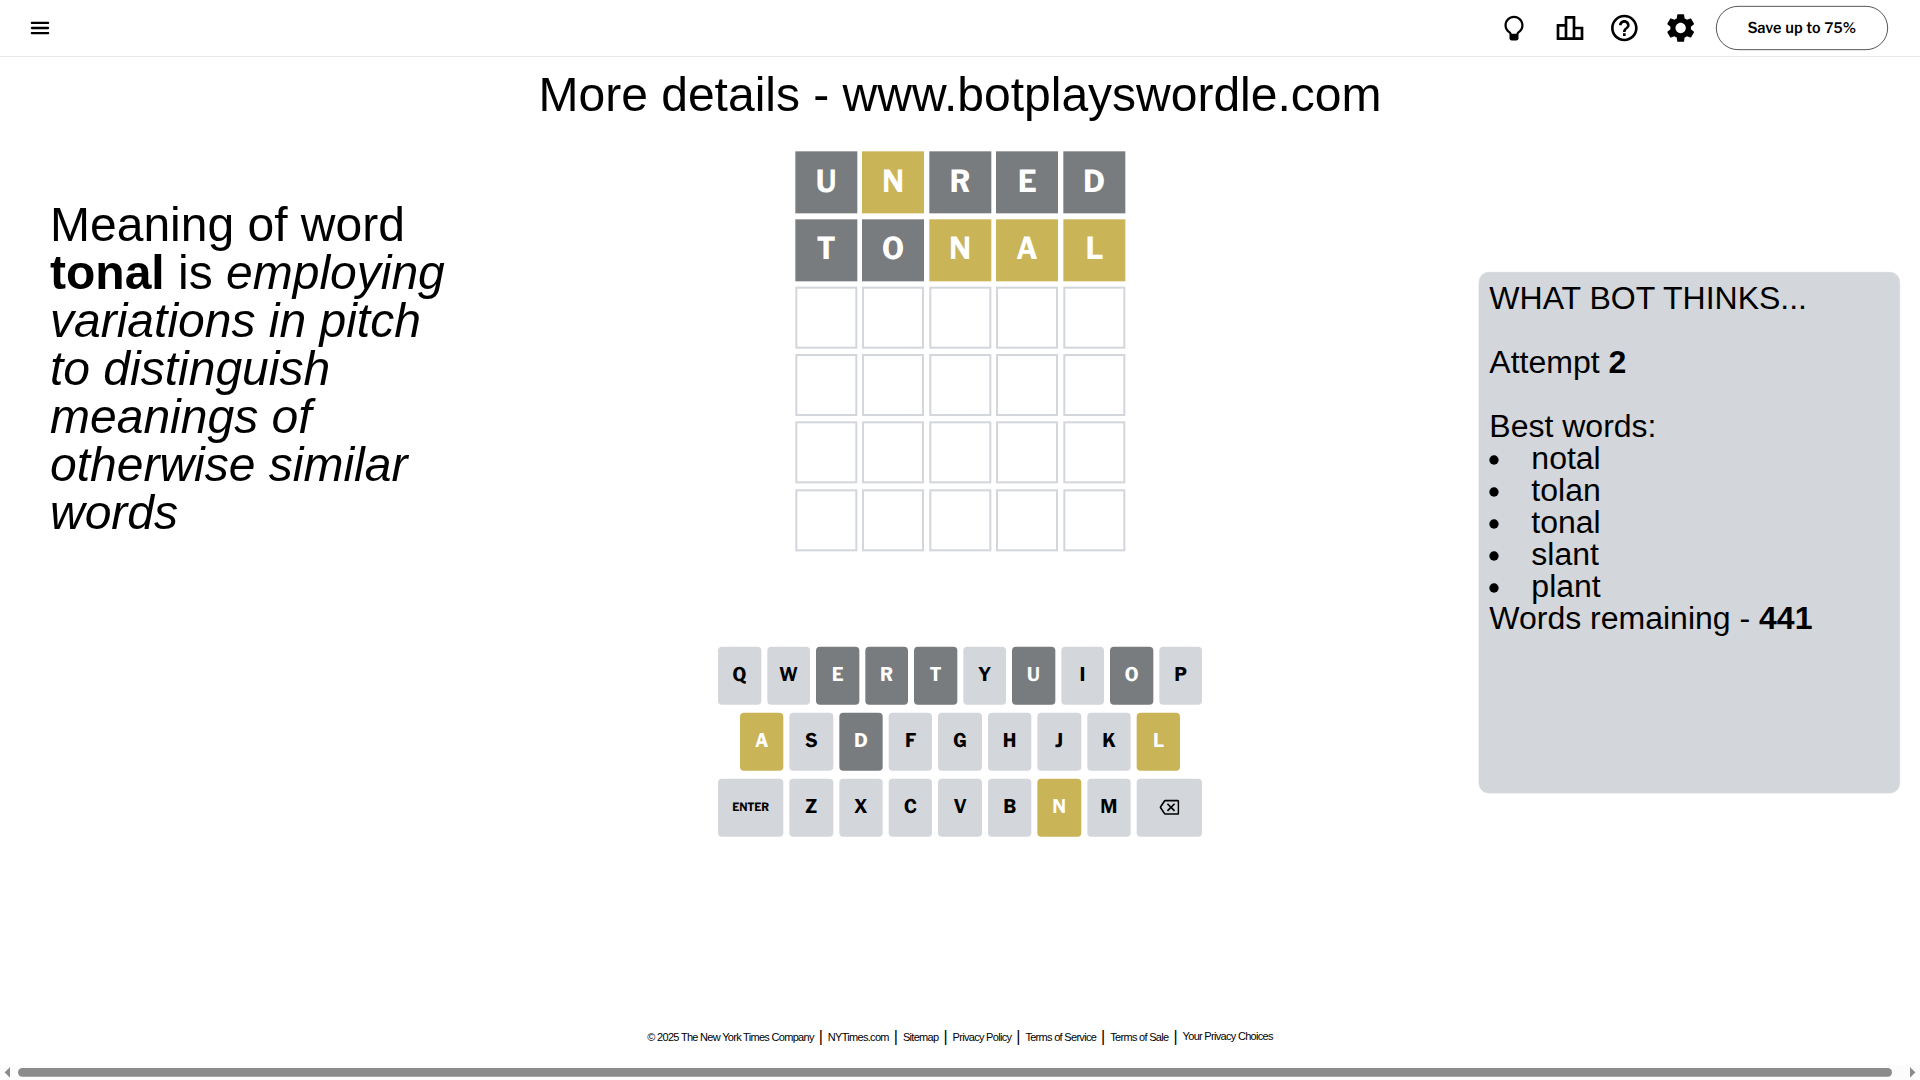 Save up to 75%
More details - www.botplayswordle.com
Meaning of word
tonal is employing
variations in pitch
to distinguish
meanings of
otherwise similar
words
U N R E D
T O N A L
WHAT BOT THINKS...
Attempt 2
Best words:
• notal
• tolan
• tonal
• slant
• plant
Words remaining - 441
Q W E R T Y U I O P
A S D F G H J K L
ENTER Z X C V B N M
© 2025 The New York Times Company | NYTimes.com | Sitemap | Privacy Policy | Terms of Service | Terms of Sale | Your Privacy Choices